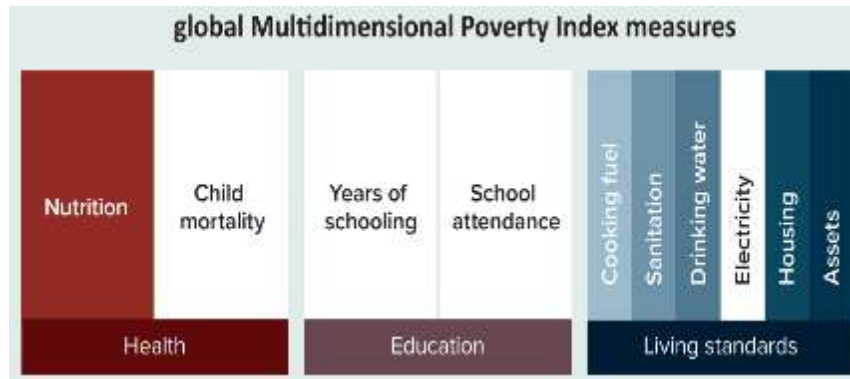 global Multidimensional Poverty Index measures
Nutrition
Child
mortality
Years of
schooling
School
attendance
Cooking fuel
Sanitation
Drinking water
Electricity
Housing
Assets
Health
Education
Living standards